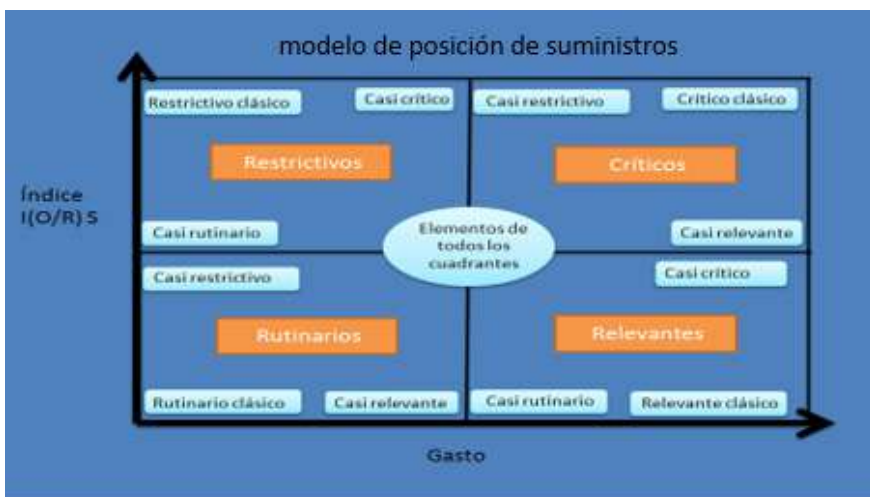 modelo de posición de suministros
Restrictivo clásico
Casi crítico
Casi restrictivo
Crítico clásico
Restrictivos
Críticos
Índice
I(O/R) S
Casi rutinario
Elementos de
todos los
cuadrantes
Casi relevante
Casi restrictivo
Casi crítico
Rutinarios
Relevantes
Rutinario clásico
Casi relevante
Casi rutinario
Relevante clásico
Gasto